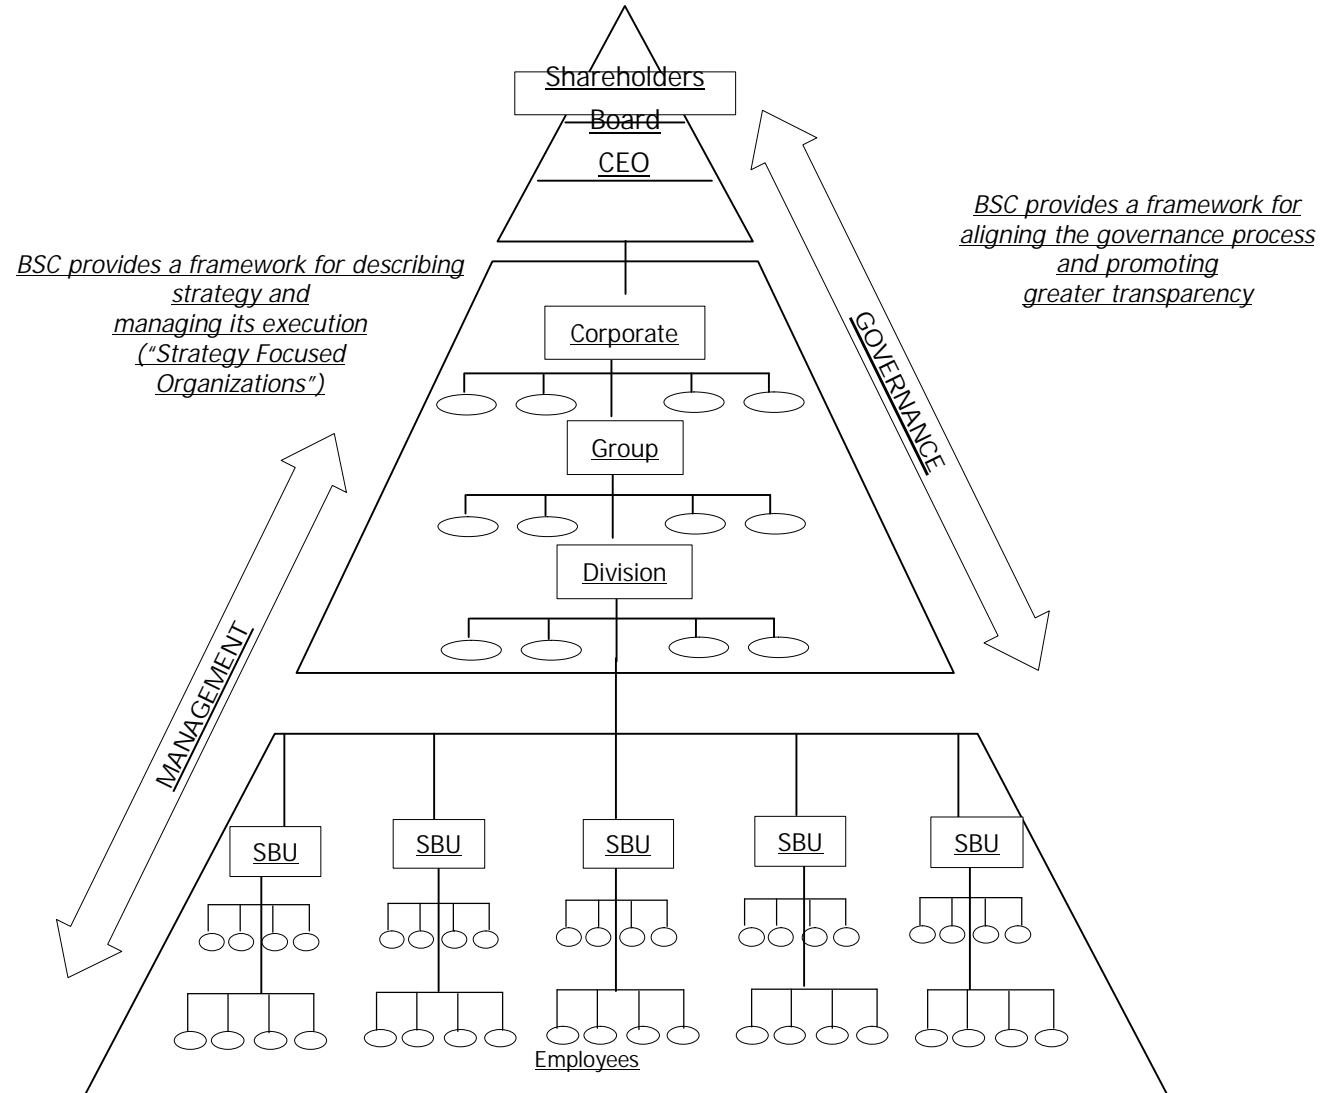 Shareholders
Board
CEO
BSC provides a framework for
aligning the governance process
and promoting
greater transparency
BSC provides a framework for describing
strategy and
managing its execution
(“Strategy Focused
Organizations”)
GOVERNANCE
Corporate
Group
Division
MANAGEMENT
SBU
SBU
SBU
SBU
SBU
Employees